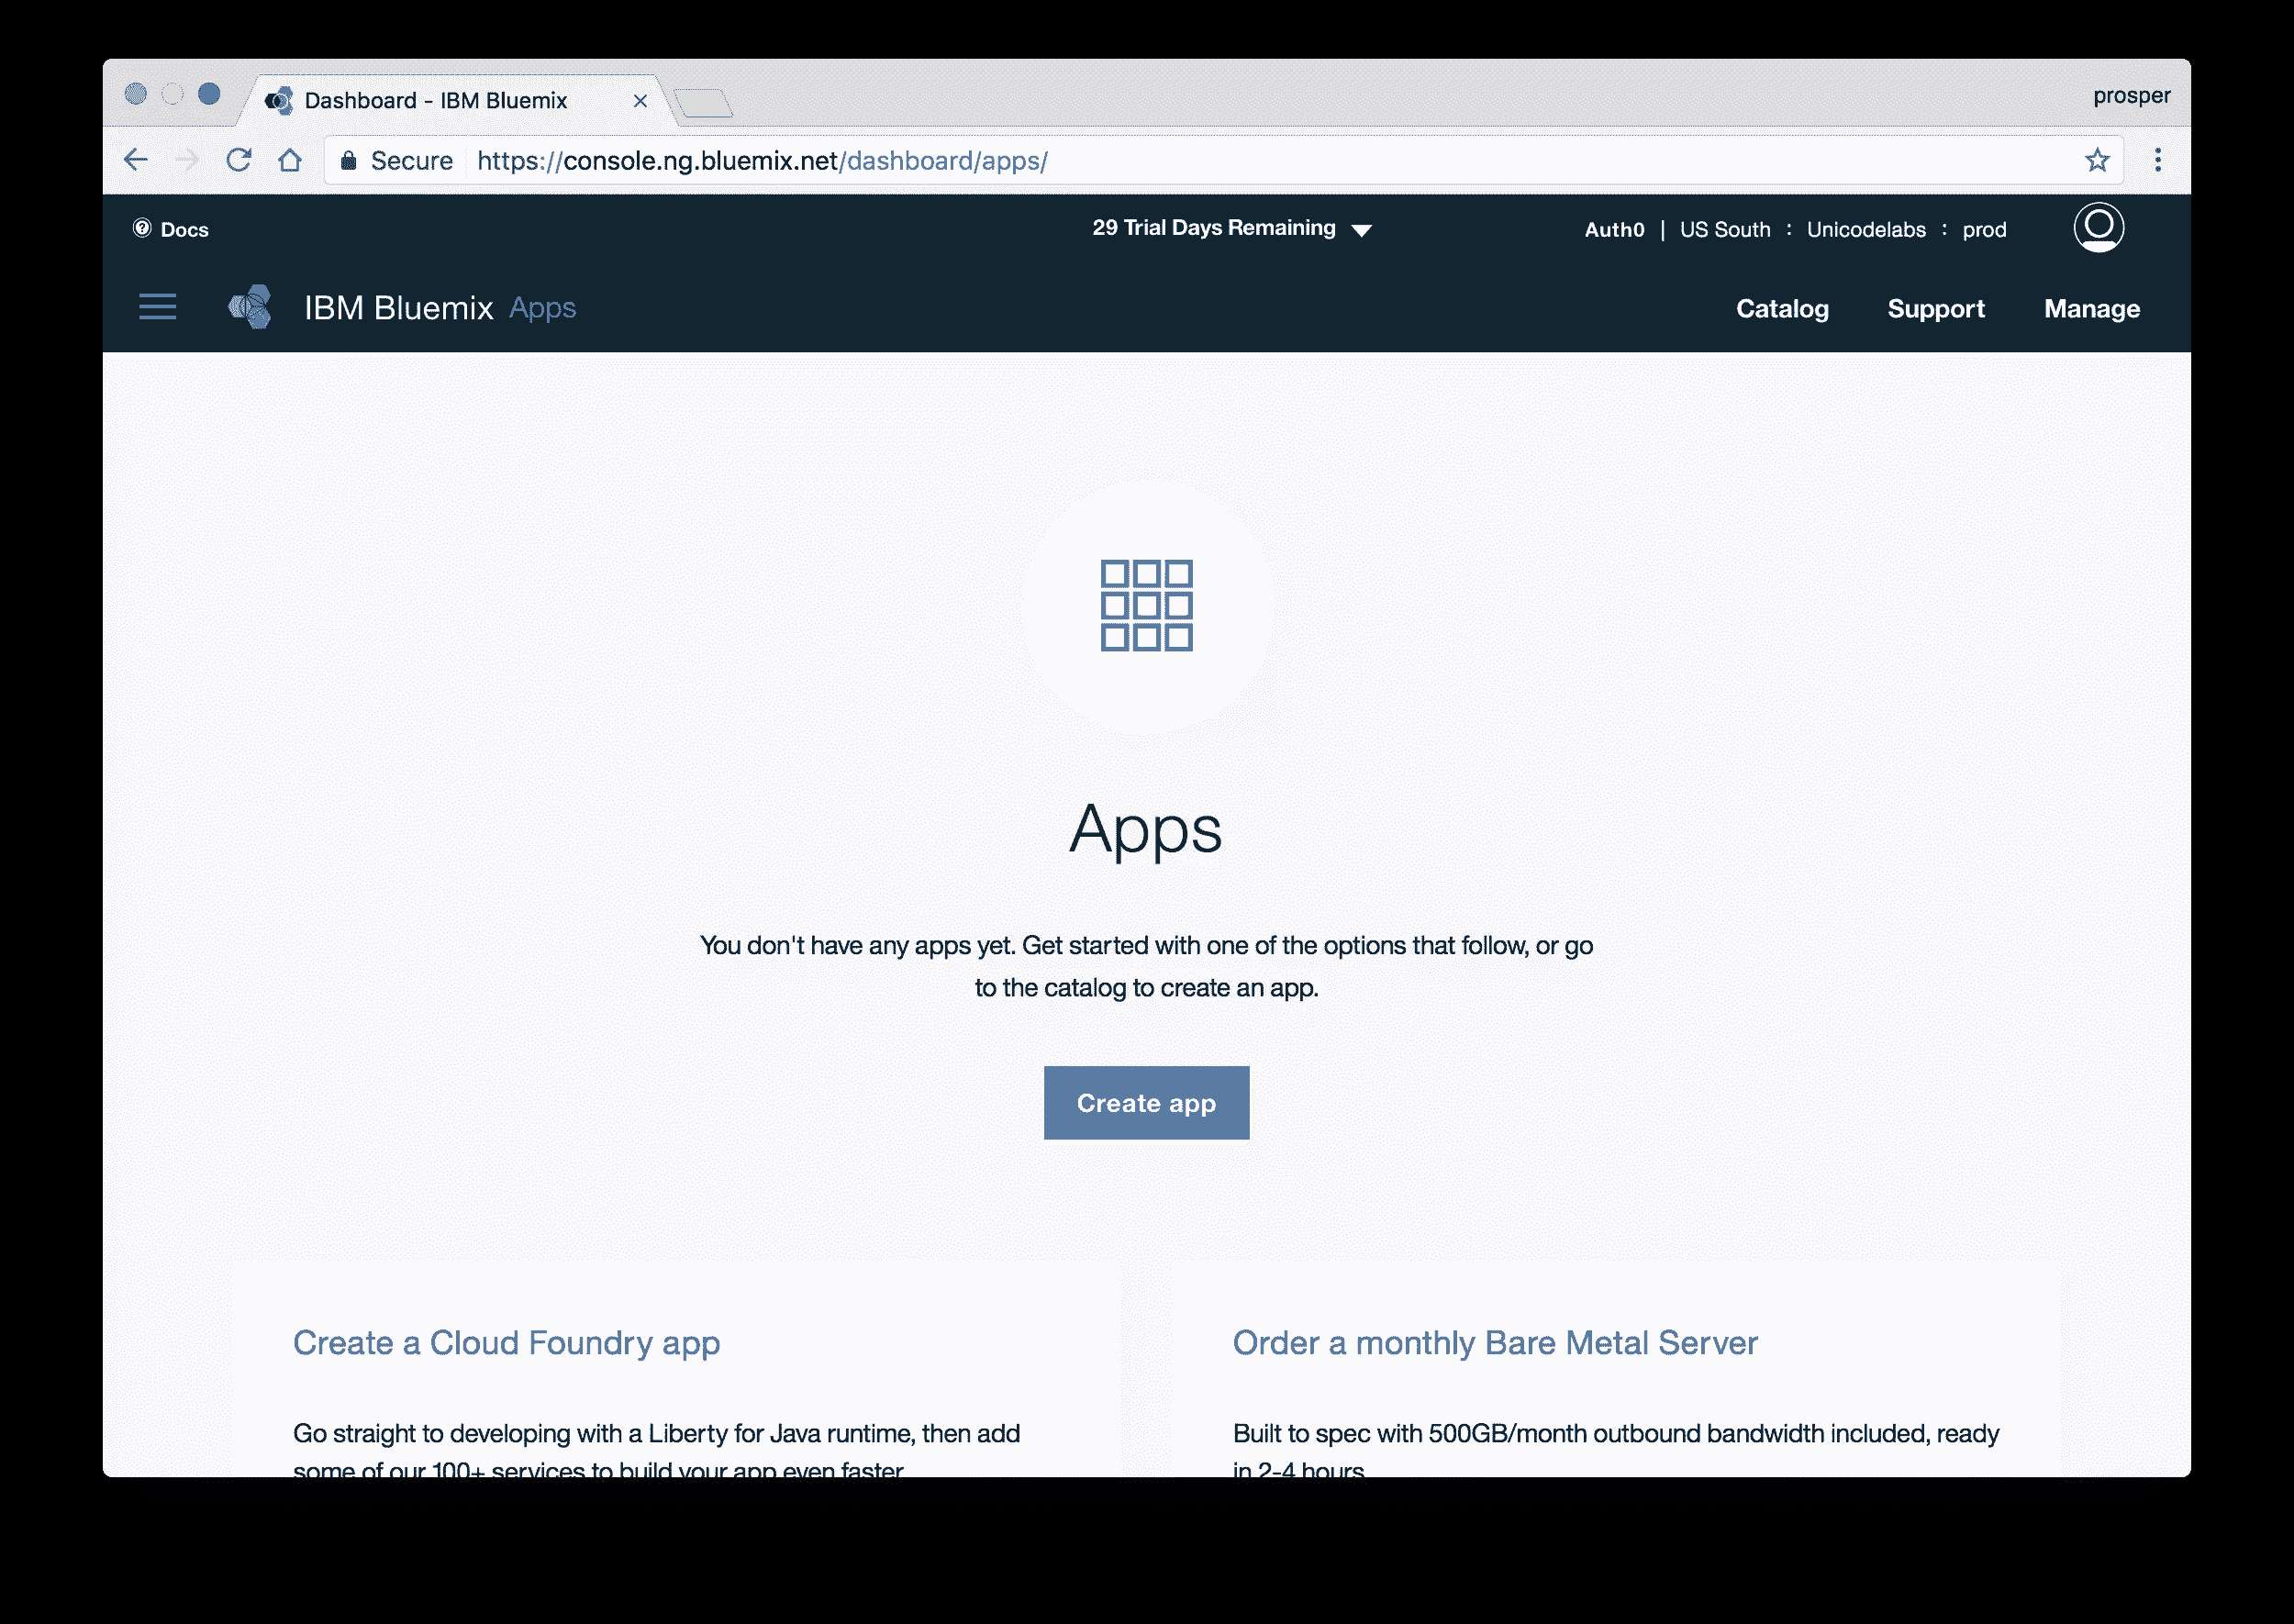 Dashboard - IBM Bluemix
prosper
Secure https://console.ng.bluemix.net/dashboard/apps/
Docs
29 Trial Days Remaining
Auth0 | US South : Unicodelabs : prod
IBM Bluemix Apps
Catalog Support Manage
Apps
You don't have any apps yet. Get started with one of the options that follow, or go
to the catalog to create an app.
Create app
Create a Cloud Foundry app
Go straight to developing with a Liberty for Java runtime, then add
some of our 100+ services to build your app even faster
Order a monthly Bare Metal Server
Built to spec with 500GB/month outbound bandwidth included, ready
in 2-4 hours